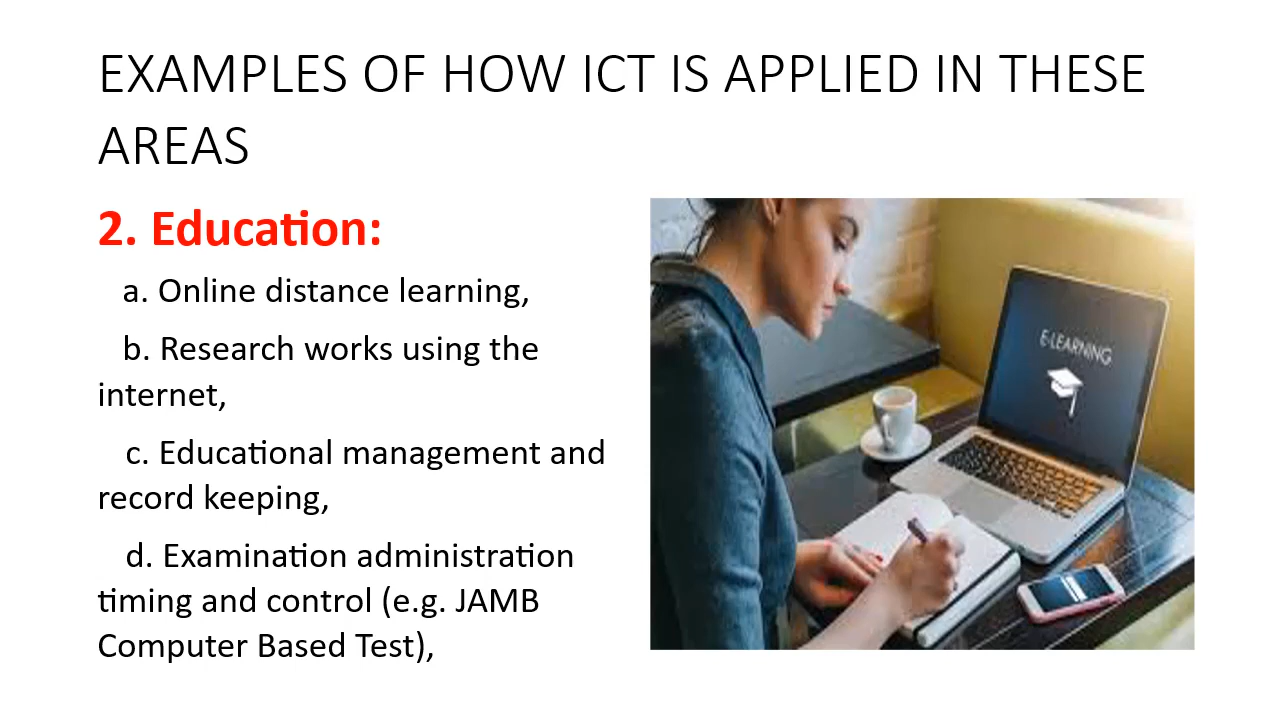 EXAMPLES OF HOW ICT IS APPLIED IN THESE
AREAS
2. Education:
a. Online distance learning,
b. Research works using the
internet,
c. Educational management and
record keeping,
d. Examination administration
timing and control (e.g. JAMB
Computer Based Test),
E-LEARNING